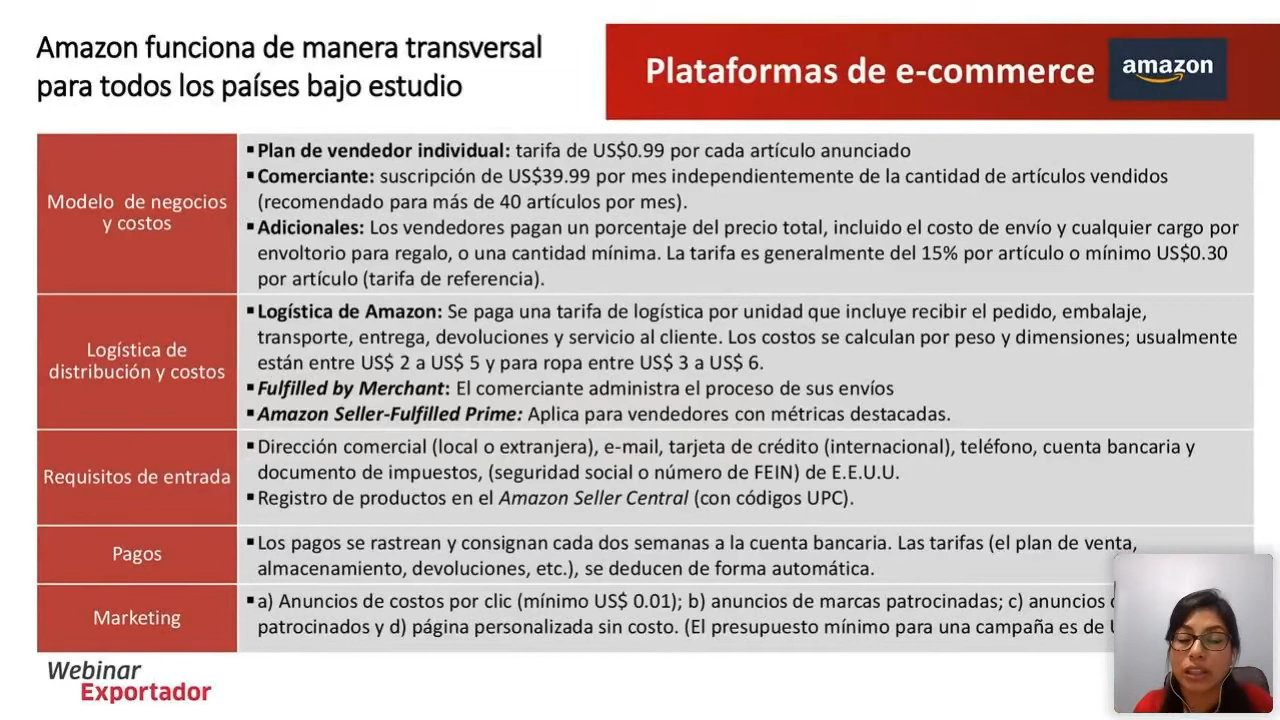 Amazon funciona de manera transversal
para todos los países bajo estudio
Plataformas de e-commerce
amazon
Modelo de negocios
y costos
▪Plan de vendedor individual: tarifa de US$0.99 por cada artículo anunciado
▪Comerciante: suscripción de US$39.99 por mes independientemente de la cantidad de artículos vendidos
(recomendado para más de 40 artículos por mes).
▪Adicionales: Los vendedores pagan un porcentaje del precio total, incluido el costo de envío y cualquier cargo por
envoltorio para regalo, o una cantidad mínima. La tarifa es generalmente del 15% por artículo o mínimo US$0.30
por artículo (tarifa de referencia).
Logística de
distribución y costos
▪Logística de Amazon: Se paga una tarifa de logística por unidad que incluye recibir el pedido, embalaje,
transporte, entrega, devoluciones y servicio al cliente. Los costos se calculan por peso y dimensiones; usualmente
están entre US$ 2 a US$ 5 y para ropa entre US$ 3 a US$ 6.
▪Fulfilled by Merchant: El comerciante administra el proceso de sus envíos
▪Amazon Seller-Fulfilled Prime: Aplica para vendedores con métricas destacadas.
Requisitos de entrada
▪Dirección comercial (local o extranjera), e-mail, tarjeta de crédito (internacional), teléfono, cuenta bancaria y
documento de impuestos, (seguridad social o número de FEIN) de E.E.U.U.
▪Registro de productos en el Amazon Seller Central (con códigos UPC).
Pagos
▪Los pagos se rastrean y consignan cada dos semanas a la cuenta bancaria. Las tarifas (el plan de venta,
almacenamiento, devoluciones, etc.), se deducen de forma automática.
Marketing
▪a) Anuncios de costos por clic (mínimo US$ 0.01); b) anuncios de marcas patrocinadas; c) anuncios
patrocinados y d) página personalizada sin costo. (El presupuesto mínimo para una campaña es de
Webinar
Exportador